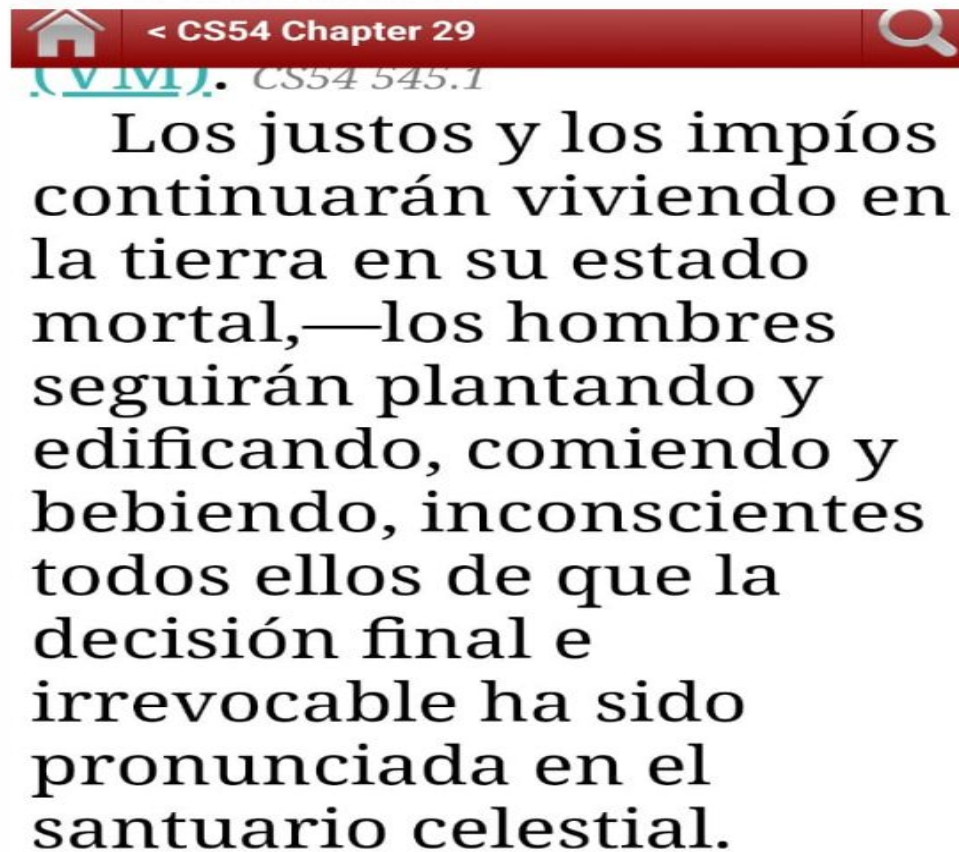 < CS54 Chapter 29
(VM). CS54 545.1
Los justos y los impíos
continuarán viviendo en
la tierra en su estado
mortal,—los hombres
seguirán plantando y
edificando, comiendo y
bebiendo, inconscientes
todos ellos de que la
decisión final e
irrevocable ha sido
pronunciada en el
santuario celestial.